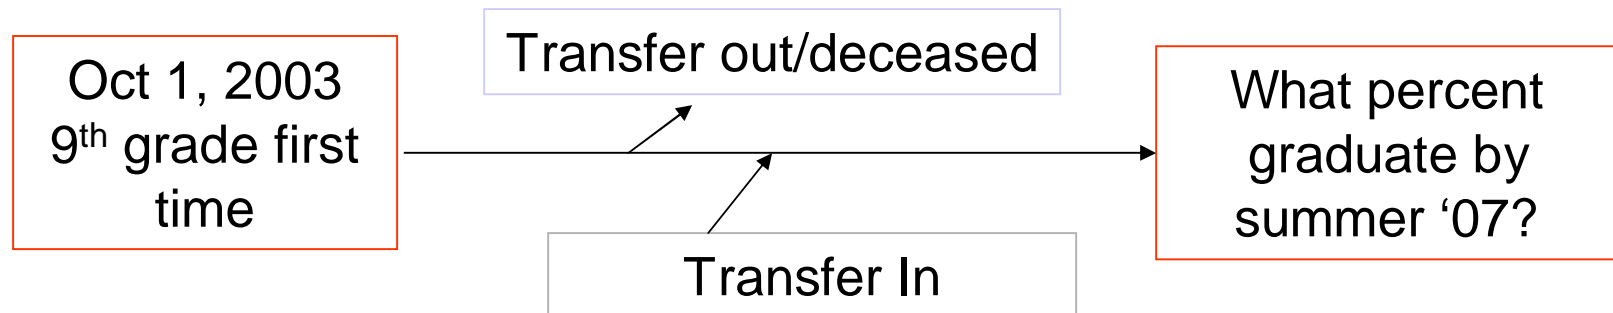 Oct 1, 2003
9th grade first
time
Transfer out/deceased
Transfer In
What percent
graduate by
summer ‘07?